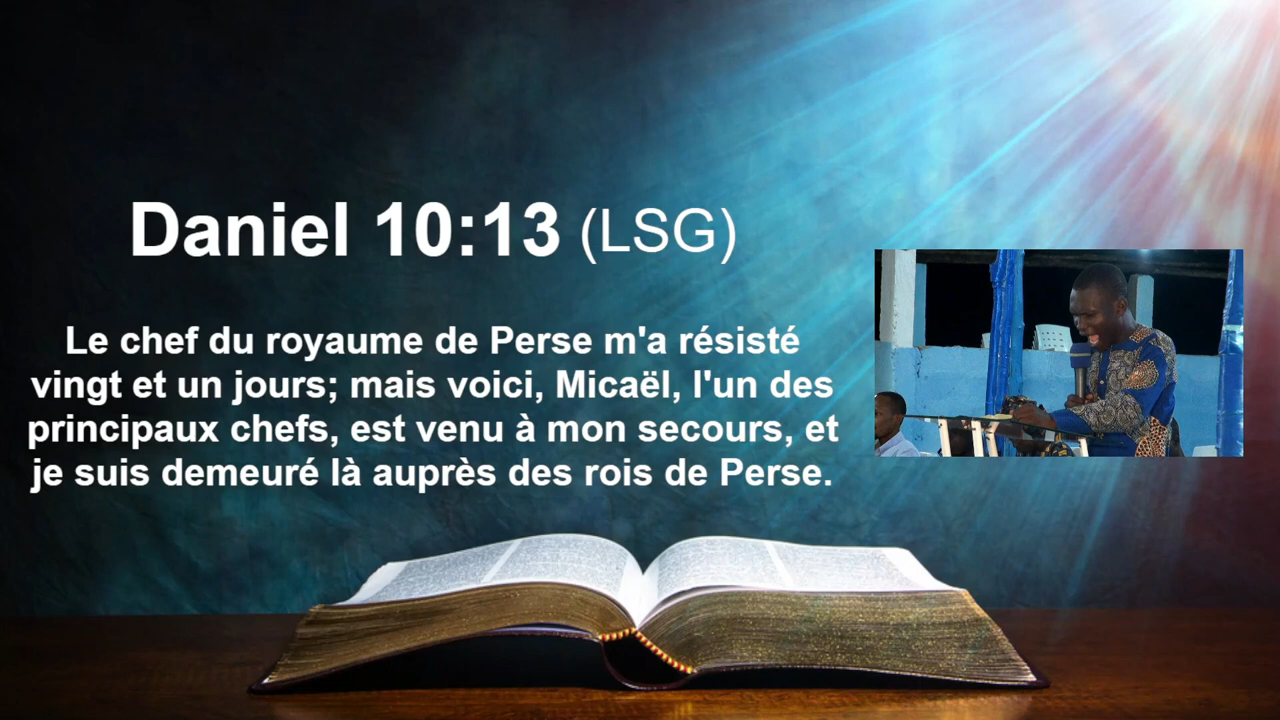 Daniel 10:13 (LSG)
Le chef du royaume de Perse m'a résisté
vingt et un jours; mais voici, Micaël, l'un des
principaux chefs, est venu à mon secours, et
je suis demeuré là auprès des rois de Perse.